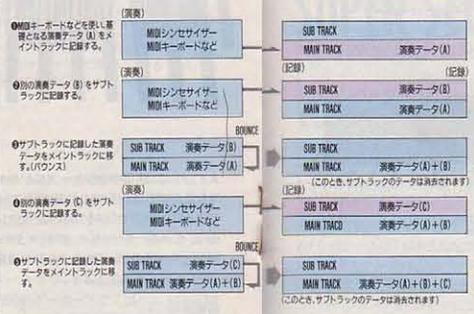 (演奏)
❶MIDIキーボードなどを使い、基
礎となる演奏データ(A)をメ
イントラックに記録する。
MIDIシンセサイザー
MIDIキーボードなど
SUB TRACK
MAIN TRACK 演奏データ(A)
(演奏)
(記録)
(記録)
❷別の演奏データ(B)をサブト
ラックに記録する。
MIDIシンセサイザー
MIDIキーボードなど
SUB TRACK 演奏データ(B)
MAIN TRACK 演奏データ(A)
BOUNCE
❸サブトラックに記録した演奏
データをメイントラックに移
す。(バウンス)
SUB TRACK 演奏データ(B)
MAIN TRACK 演奏データ(A)
SUB TRACK
MAIN TRACK 演奏データ(A)+(B)
(このとき、サブトラックのデータは消去されます)
(演奏)
(記録)
❹別の演奏データ(C)をサブト
ラックに記録する。
MIDIシンセサイザー
MIDIキーボードなど
SUB TRACK 演奏データ(C)
MAIN TRACD 演奏データ(A)+(B)
BOUNCE
❺サブトラックに記録した演奏
データをメイントラックに移
す。
SUB TRACK 演奏データ(C)
MAIN TRACK 演奏データ(A)+(B)
SUB TRACK
MAIN TRACK 演奏データ(A)+(B)+(C)
(このとき、サブトラックのデータは消去されます)